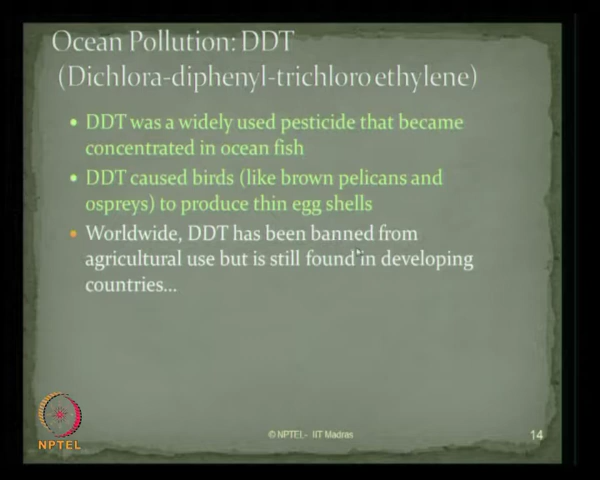 Ocean Pollution: DDT
(Dichlora-diphenyl-trichloroethylene)
• DDT was a widely used pesticide that became
concentrated in ocean fish
• DDT caused birds (like brown pelicans and
ospreys) to produce thin egg shells
• Worldwide, DDT has been banned from
agricultural use but is still found in developing
countries...
NPTEL
© NPTEL - IIT Madras
14